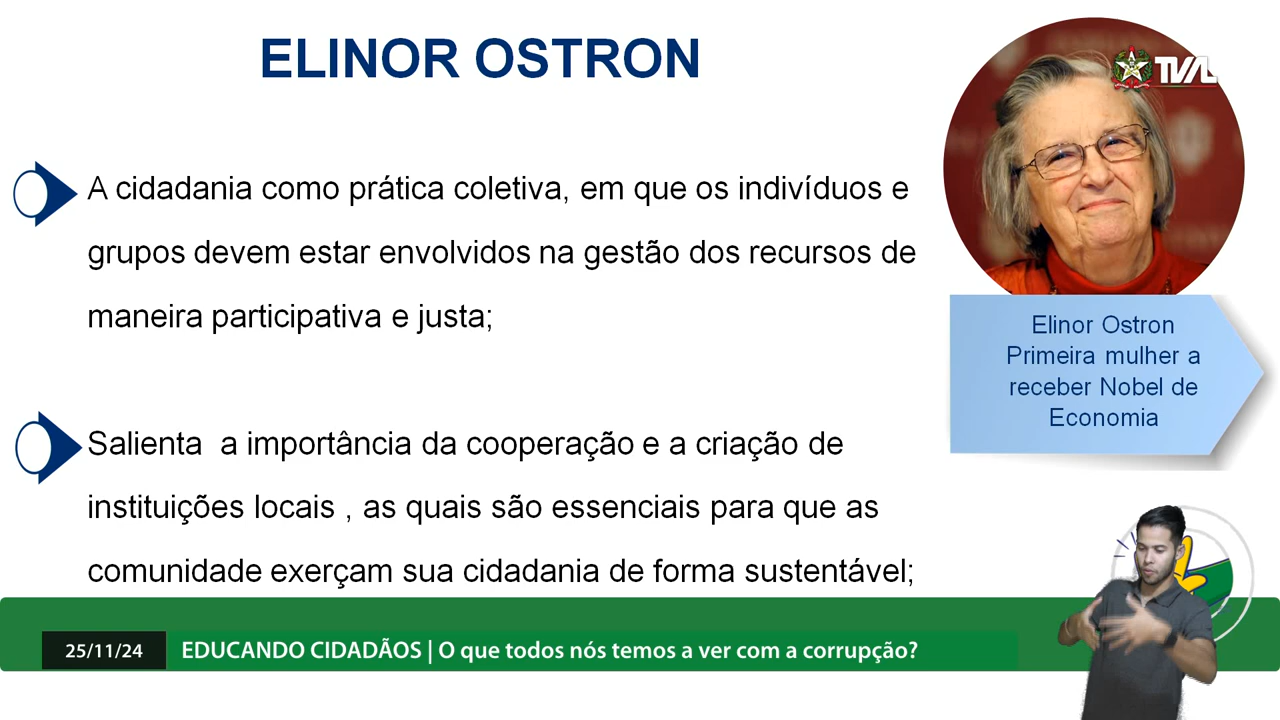 ELINOR OSTRON
TVAL
A cidadania como prática coletiva, em que os indivíduos e
grupos devem estar envolvidos na gestão dos recursos de
maneira participativa e justa;
Elinor Ostron
Primeira mulher a
receber Nobel de
Economia
Salienta a importância da cooperação e a criação de
instituições locais , as quais são essenciais para que as
comunidade exerçam sua cidadania de forma sustentável;
25/11/24
EDUCANDO CIDADÃOS | O que todos nós temos a ver com a corrupção?